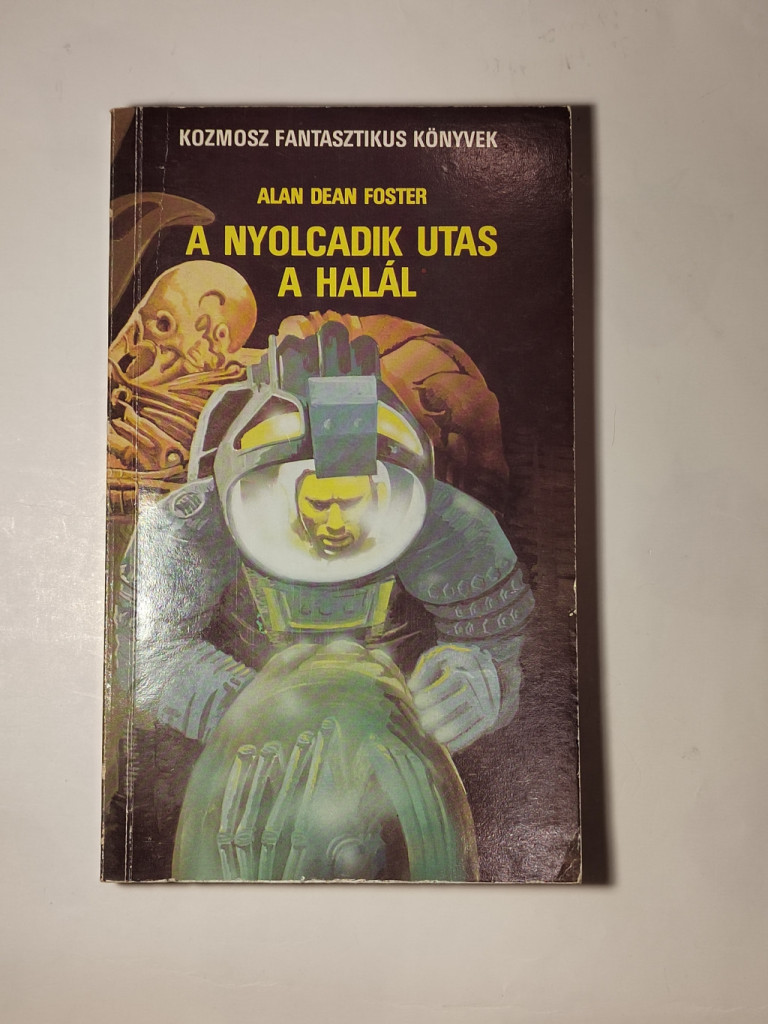 KOZMOSZ FANTASZTIKUS KÖNYVEK
ALAN DEAN FOSTER
A NYOLCADIK UTAS
A HALÁL